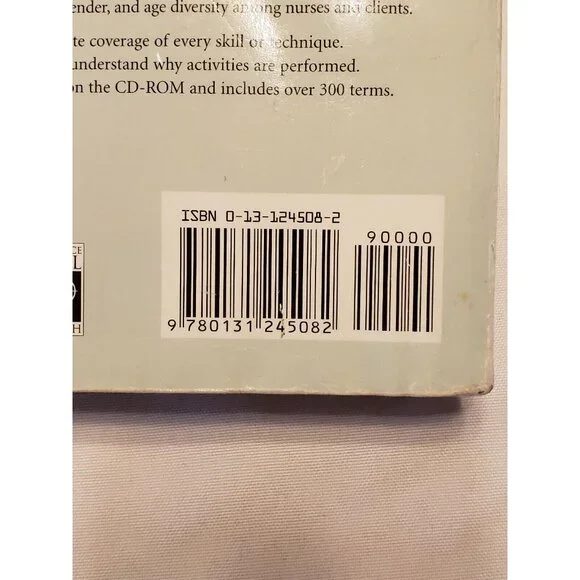 ender, and age diversity among nurses and clients.
te coverage of every skill or technique.
understand why activities are performed.
on the CD-ROM and includes over 300 terms.
ISBN 0-13-124508-2
90000
9 780131 245082
CE
L
H